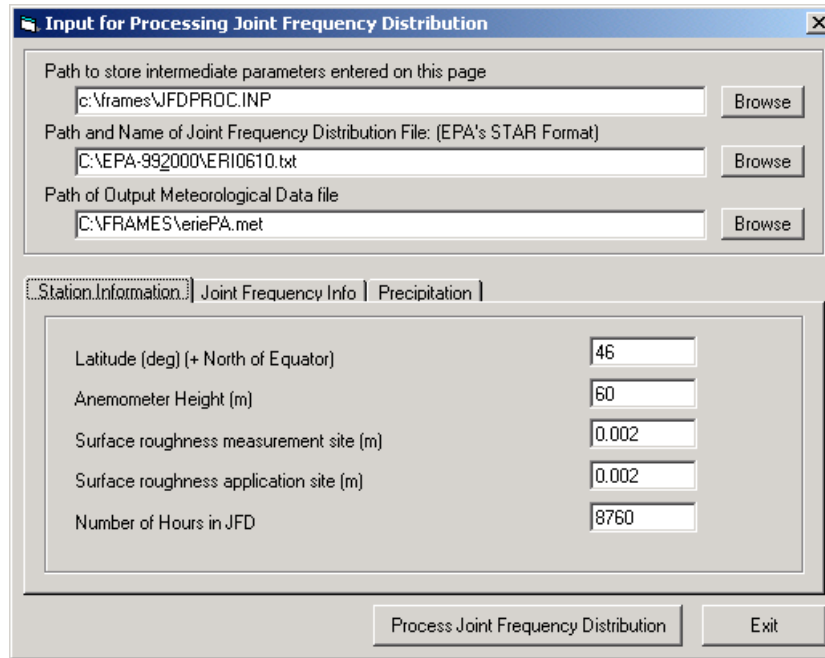 Input for Processing Joint Frequency Distribution
Path to store intermediate parameters entered on this page
c:\frames\JFDPROC.INP
Browse
Path and Name of Joint Frequency Distribution File: (EPA's STAR Format)
C:\EPA-992000\ERI0610.txt
Browse
Path of Output Meteorological Data file
C:\FRAMES\eriePA.met
Browse
Station Information Joint Frequency Info Precipitation
Latitude (deg) (+ North of Equator) 46
Anemometer Height (m) 60
Surface roughness measurement site (m) 0.002
Surface roughness application site (m) 0.002
Number of Hours in JFD 8760
Process Joint Frequency Distribution Exit